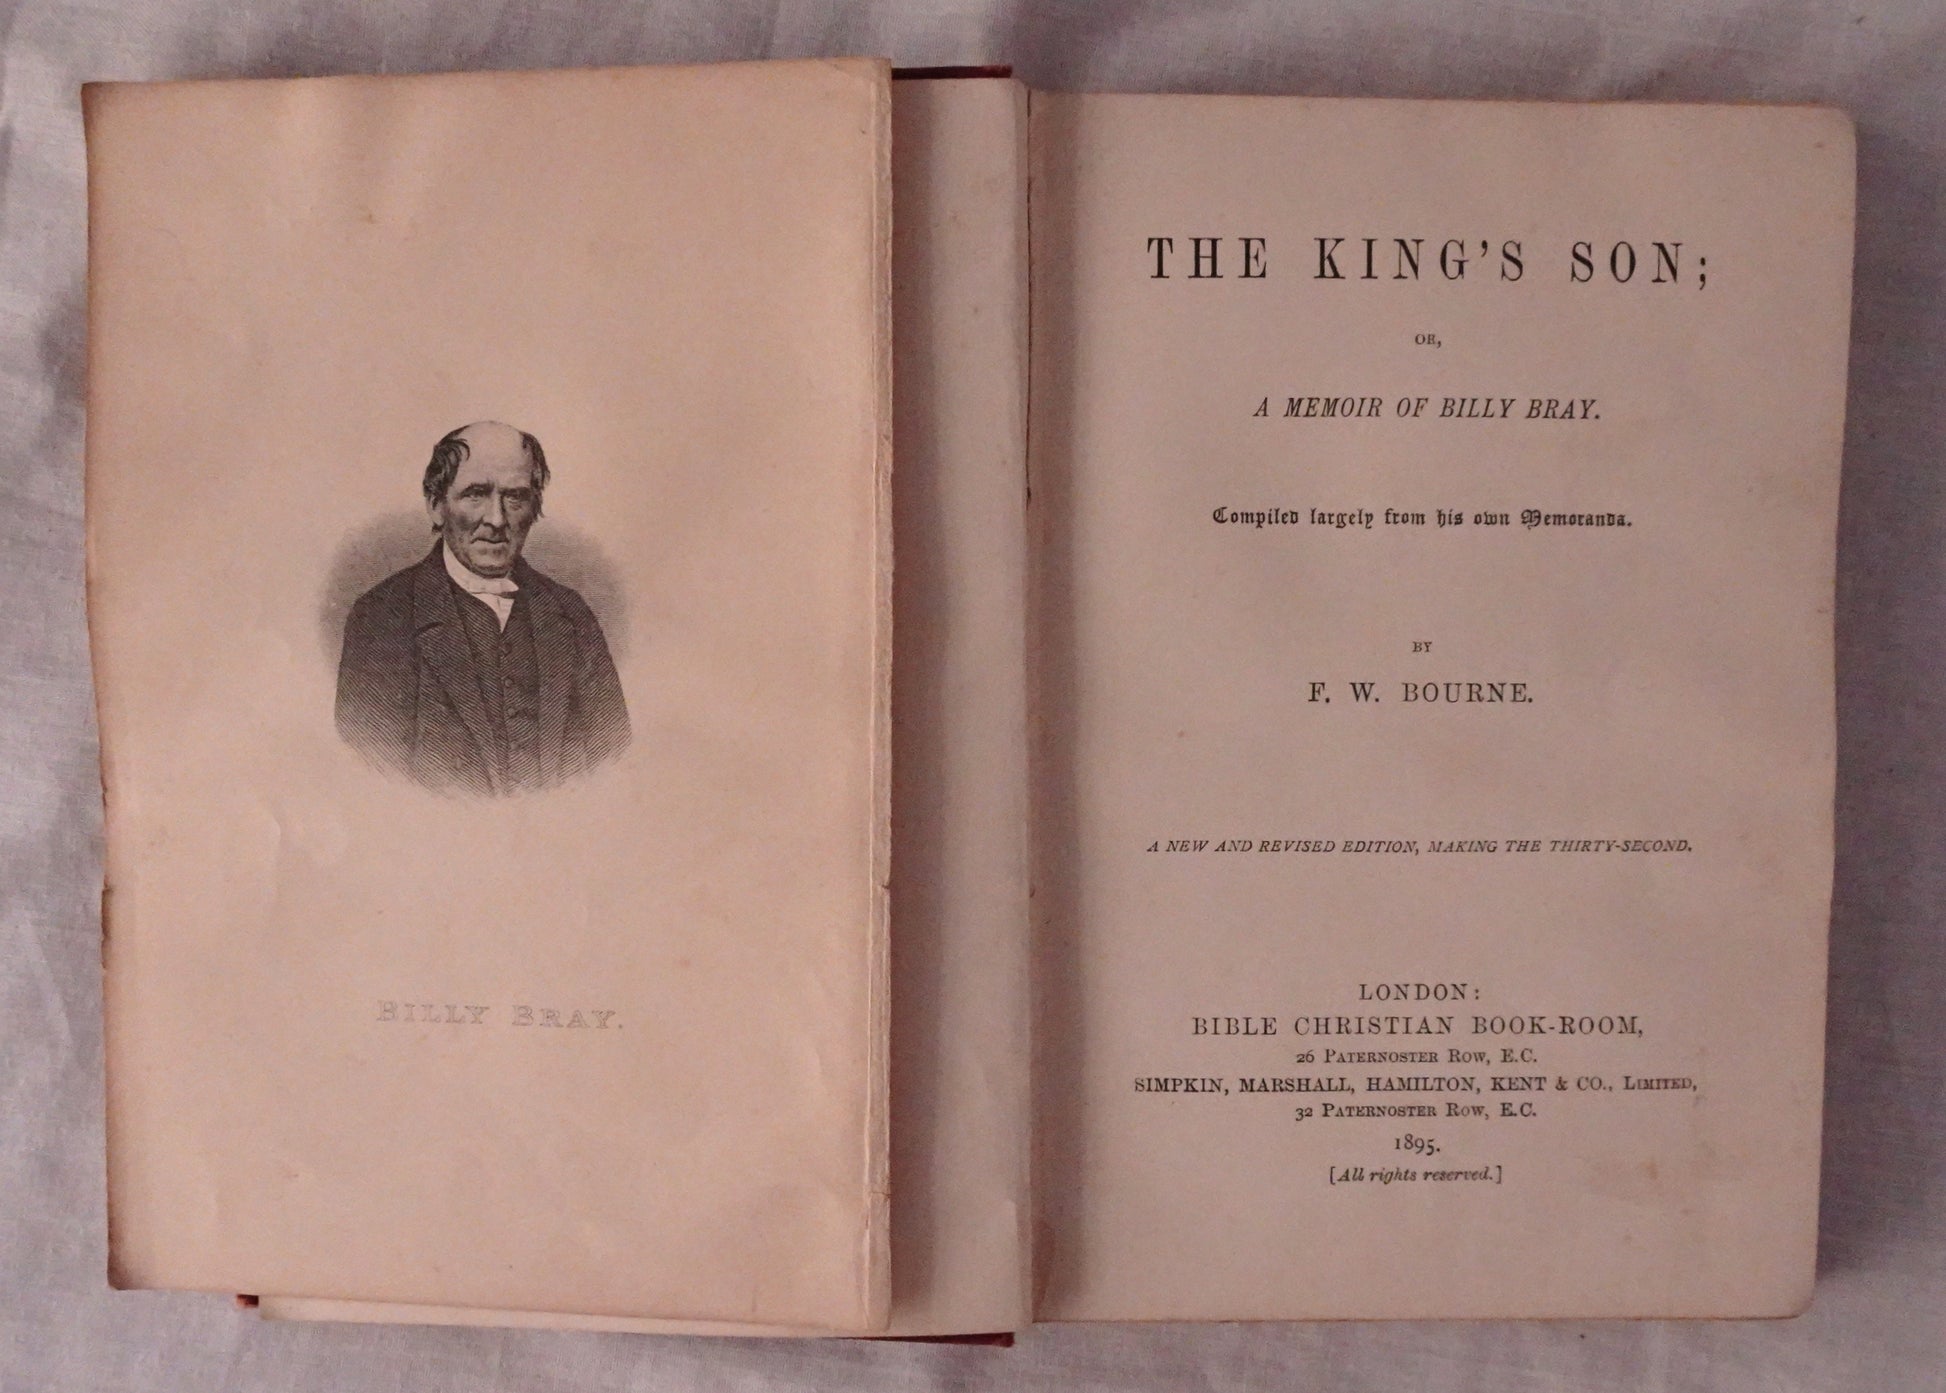 BILLY BRAY.
THE KING'S SON;
OR,
A MEMOIR OF BILLY BRAY.
Compiled largely from his own Memoranda.
BY
F. W. BOURNE.
A NEW AND REVISED EDITION, MAKING THE THIRTY-SECOND.
LONDON:
BIBLE CHRISTIAN BOOK-ROOM,
26 PATERNOSTER ROW, E.C.
SIMPKIN, MARSHALL, HAMILTON, KENT & CO., LIMITED,
32 PATERNOSTER ROW, E.C.
1895.
[All rights reserved.]